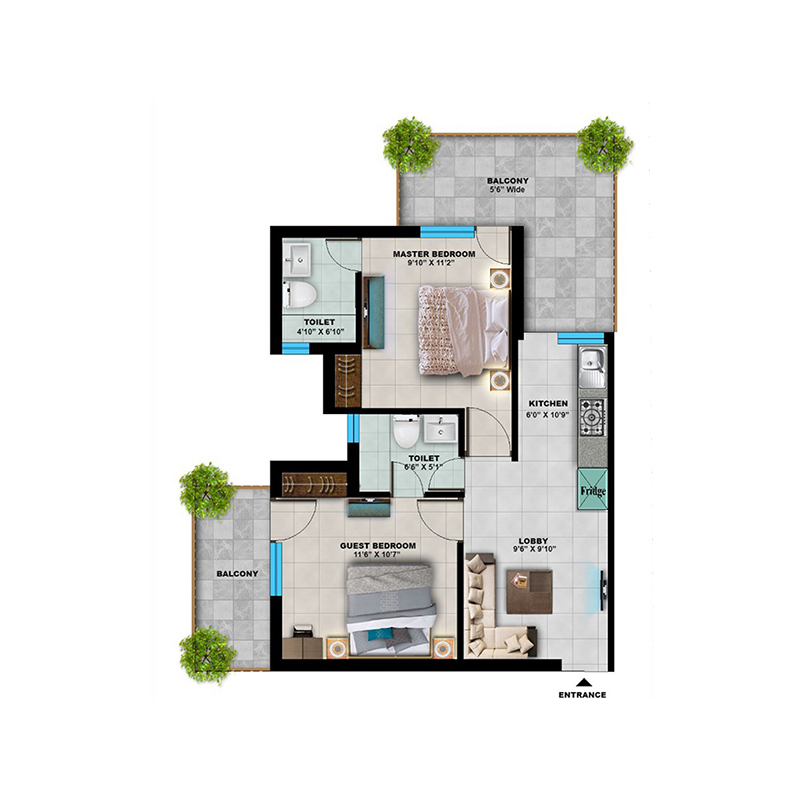 BALCONY
5'6" Wide
MASTER BEDROOM
9'10" X 11'2"
TOILET
4'10" X 6'10"
KITCHEN
6'0" X 10'9"
TOILET
6'6" X 5'1"
Fridge
LOBBY
9'6" X 9'10"
GUEST BEDROOM
11'6" X 10'7"
BALCONY
ENTRANCE